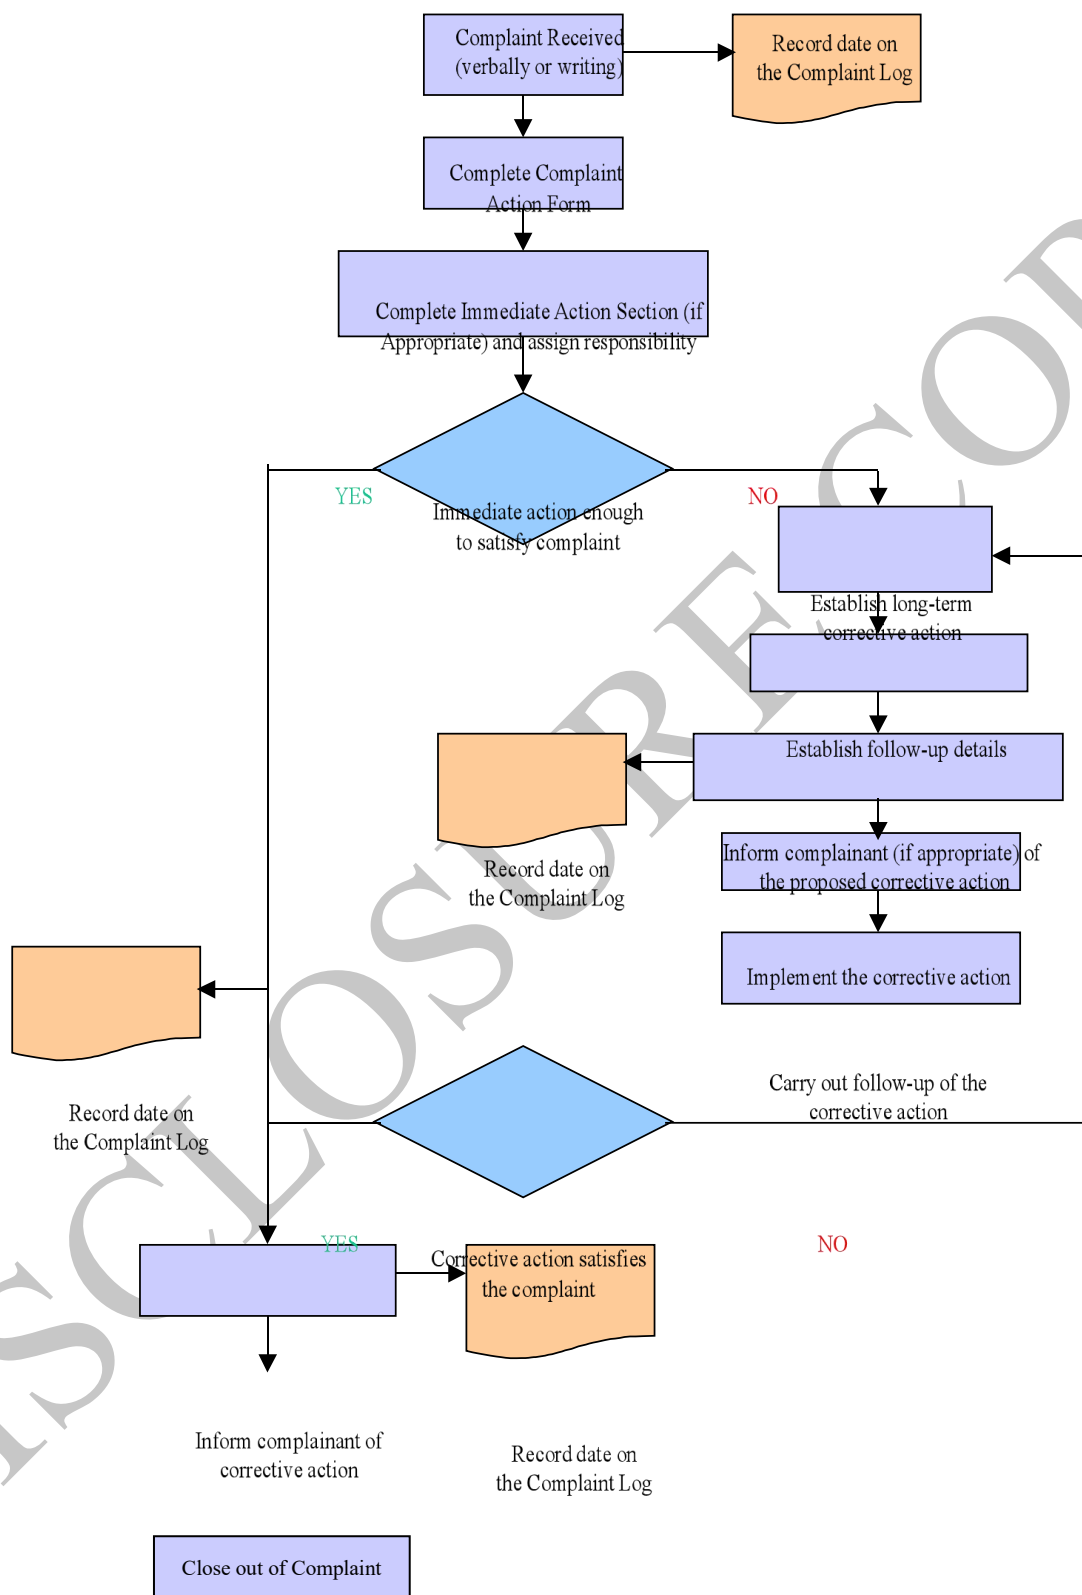 Complaint Received
(verbally or writing)
Record date on
the Complaint Log
Complete Complaint
Action Form
Complete Immediate Action Section (if
Appropriate) and assign responsibility
YES
NO
Immediate action enough
to satisfy complaint
Establish long-term
corrective action
Establish follow-up details
Inform complainant (if appropriate) of
the proposed corrective action
Record date on
the Complaint Log
Implement the corrective action
Carry out follow-up of the
corrective action
Record date on
the Complaint Log
YES
NO
Corrective action satisfies
the complaint
Inform complainant of
corrective action
Record date on
the Complaint Log
Close out of Complaint
ISCLOSURE COP